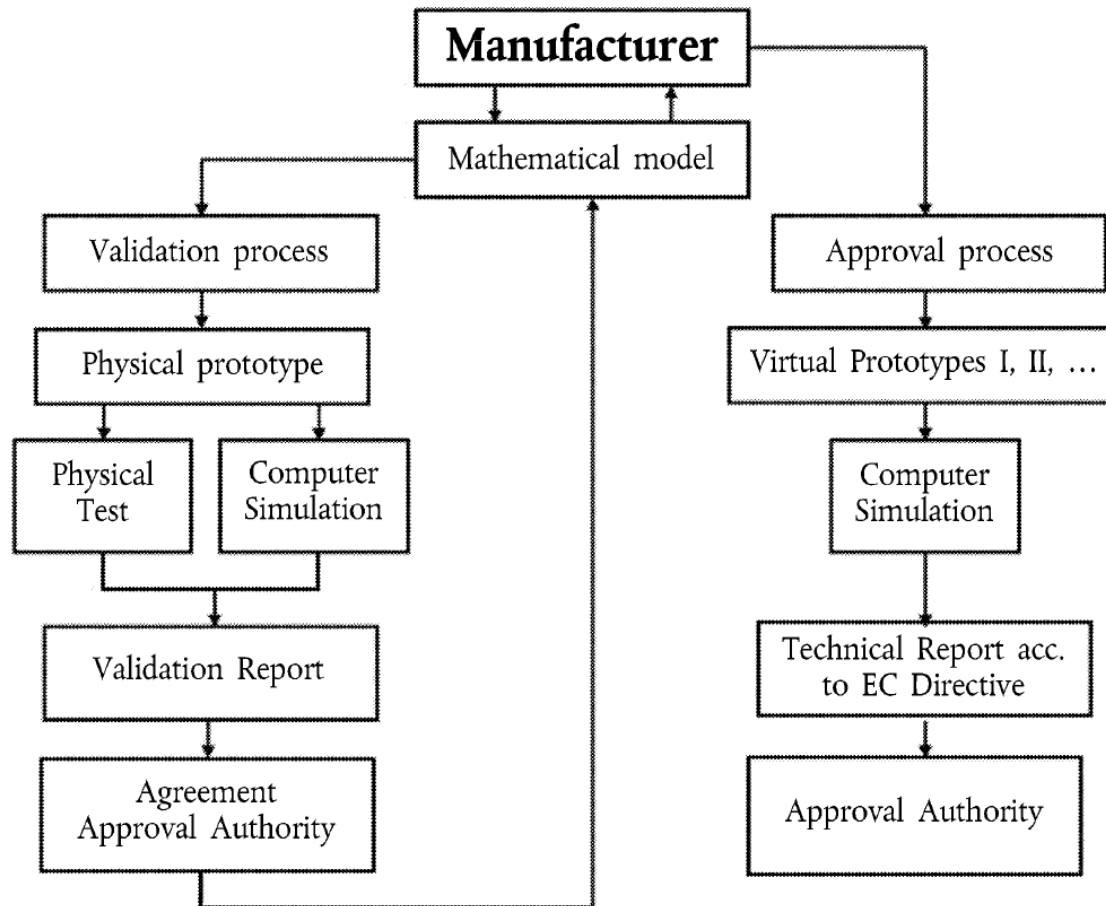 Manufacturer
Mathematical model
Validation process
Approval process
Physical prototype
Virtual Prototypes I, II, ...
Physical
Test
Computer
Simulation
Computer
Simulation
Validation Report
Technical Report acc.
to EC Directive
Agreement
Approval Authority
Approval Authority